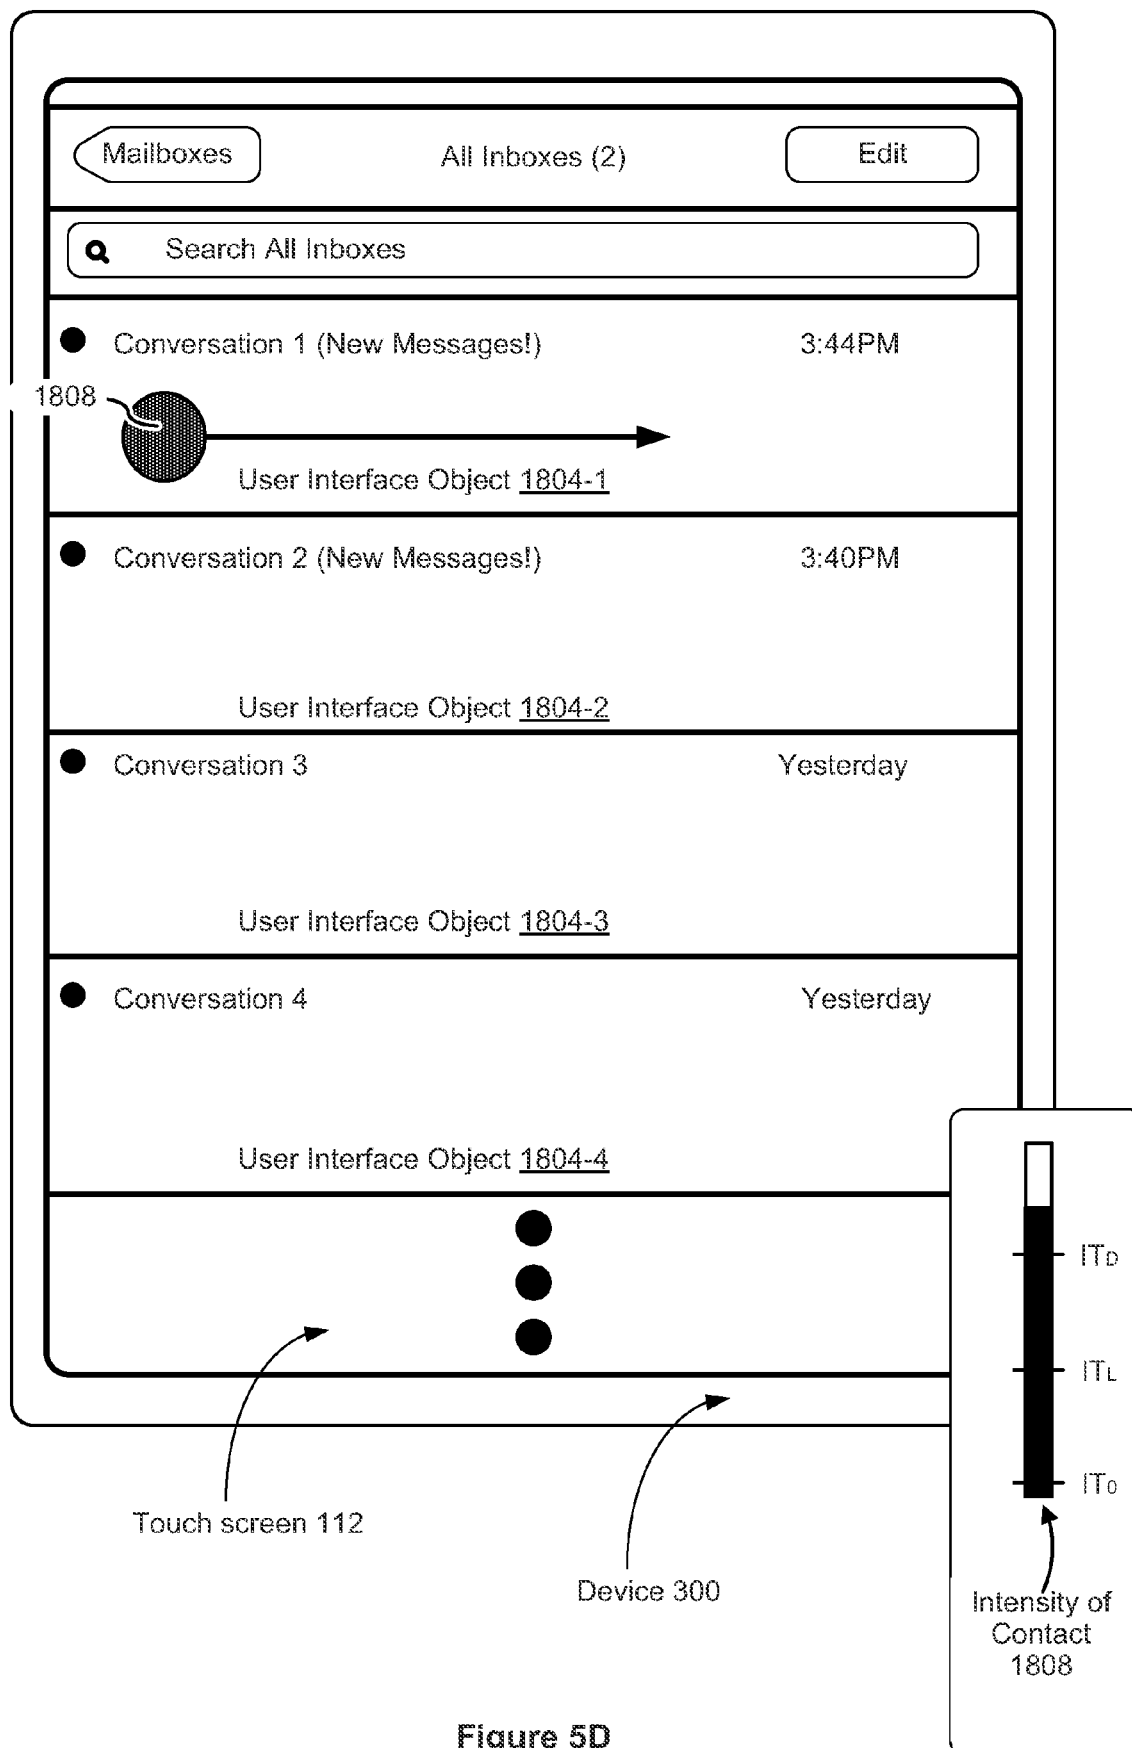 Mailboxes All Inboxes (2) Edit
Search All Inboxes
Conversation 1 (New Messages!) 3:44PM
1808
User Interface Object 1804-1
Conversation 2 (New Messages!) 3:40PM
User Interface Object 1804-2
Conversation 3 Yesterday
User Interface Object 1804-3
Conversation 4 Yesterday
User Interface Object 1804-4
ITD
ITL
IT0
Touch screen 112
Device 300
Intensity of
Contact
1808
Figure 5D